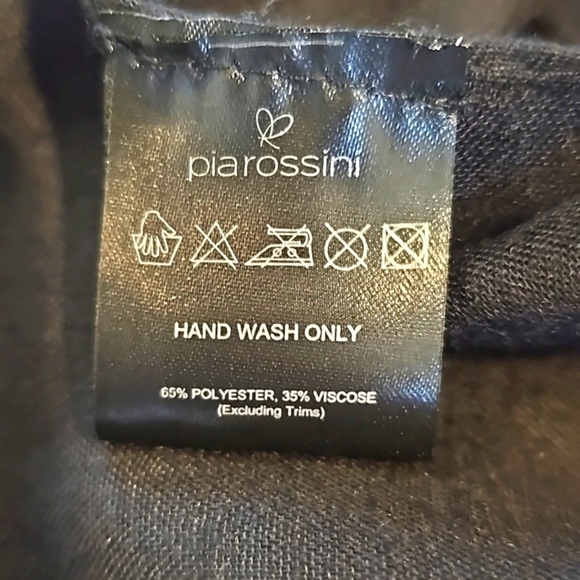 piarossini
HAND WASH ONLY
65% POLYESTER, 35% VISCOSE
(Excluding Trims)